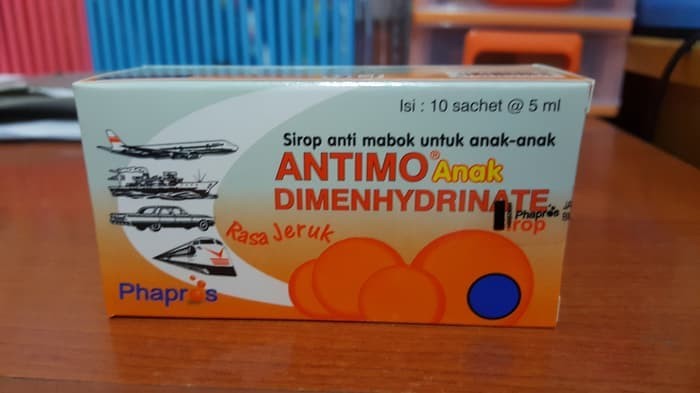 Isi : 10 sachet @ 5 ml
Sirop anti mabok untuk anak-anak
ANTIMO® Anak
DIMENHYDRINATE
Rasa Jeruk
Phapros
Phapros